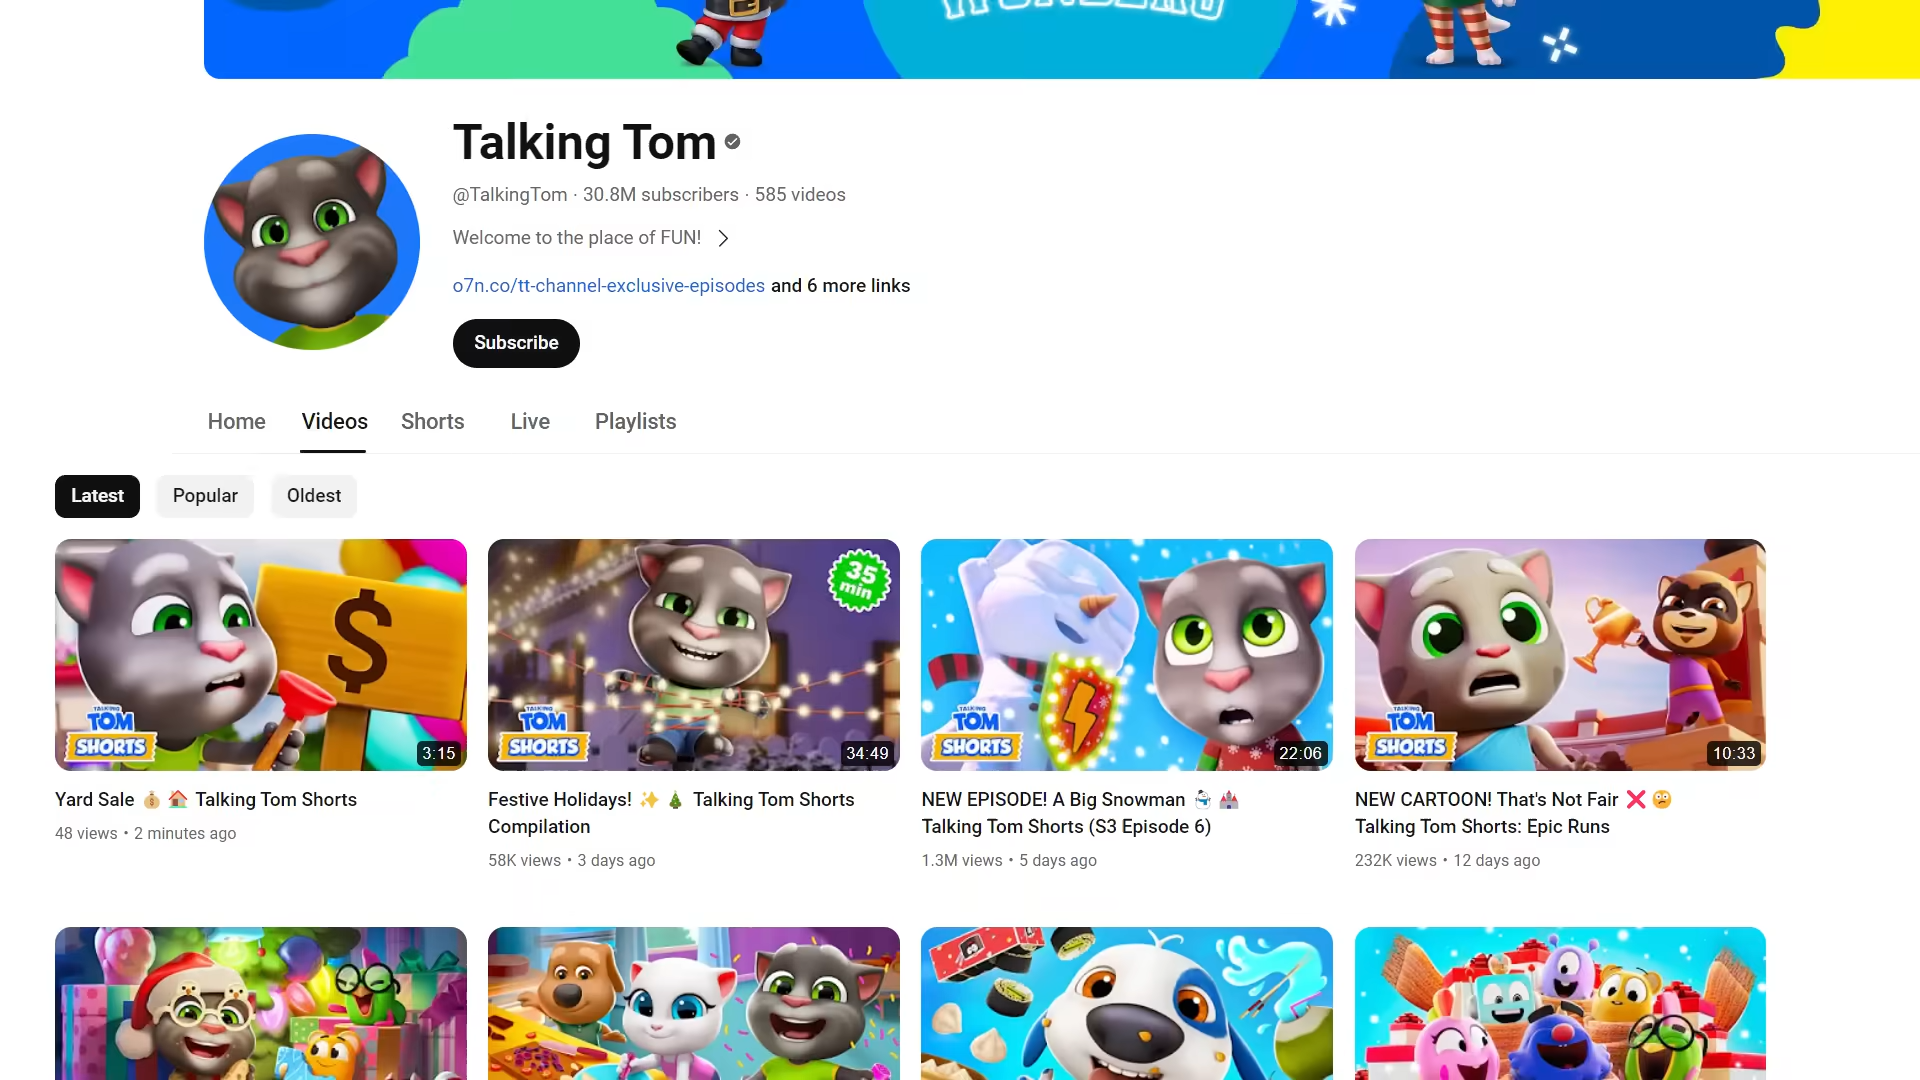 Talking Tom
@TalkingTom · 30.8M subscribers · 585 videos
Welcome to the place of FUN!
o7n.co/tt-channel-exclusive-episodes and 6 more links
Subscribe
Home Videos Shorts Live Playlists
Latest Popular Oldest
$
TALKING
TOM
SHORTS
3:15
35
min
TALKING
TOM
SHORTS
34:49
TALKING
TOM
SHORTS
22:06
TALKING
TOM
SHORTS
10:33
Yard Sale 💰 🏠 Talking Tom Shorts
48 views • 2 minutes ago
Festive Holidays! ✨ 🎄 Talking Tom Shorts
Compilation
58K views • 3 days ago
NEW EPISODE! A Big Snowman ⛄ 🏰
Talking Tom Shorts (S3 Episode 6)
1.3M views • 5 days ago
NEW CARTOON! That's Not Fair ❌ 😕
Talking Tom Shorts: Epic Runs
232K views • 12 days ago